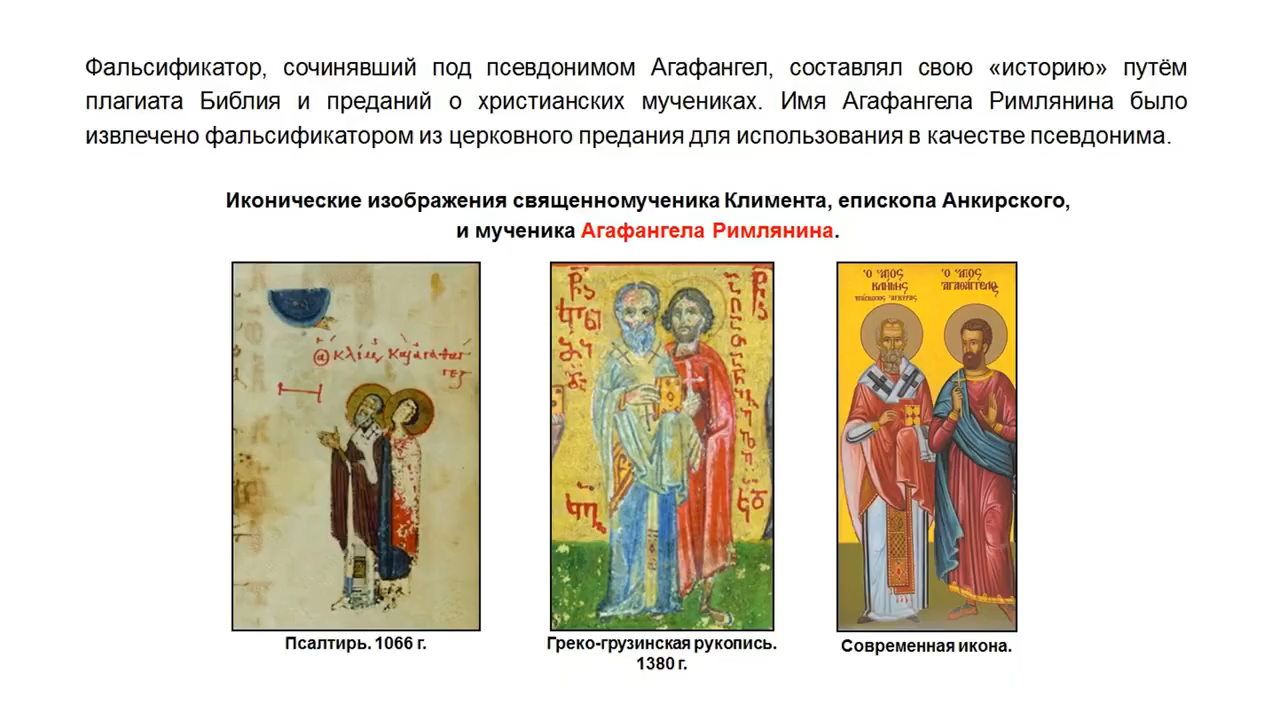 Фальсификатор, сочинявший под псевдонимом Агафангел, составлял свою «историю» путём
плагиата Библия и преданий о христианских мучениках. Имя Агафангела Римлянина было
извлечено фальсификатором из церковного предания для использования в качестве псевдонима.
Иконические изображения священномученика Климента, епископа Анкирского,
и мученика Агафангела Римлянина.
Псалтирь. 1066 г.
Греко-грузинская рукопись.
1380 г.
Современная икона.